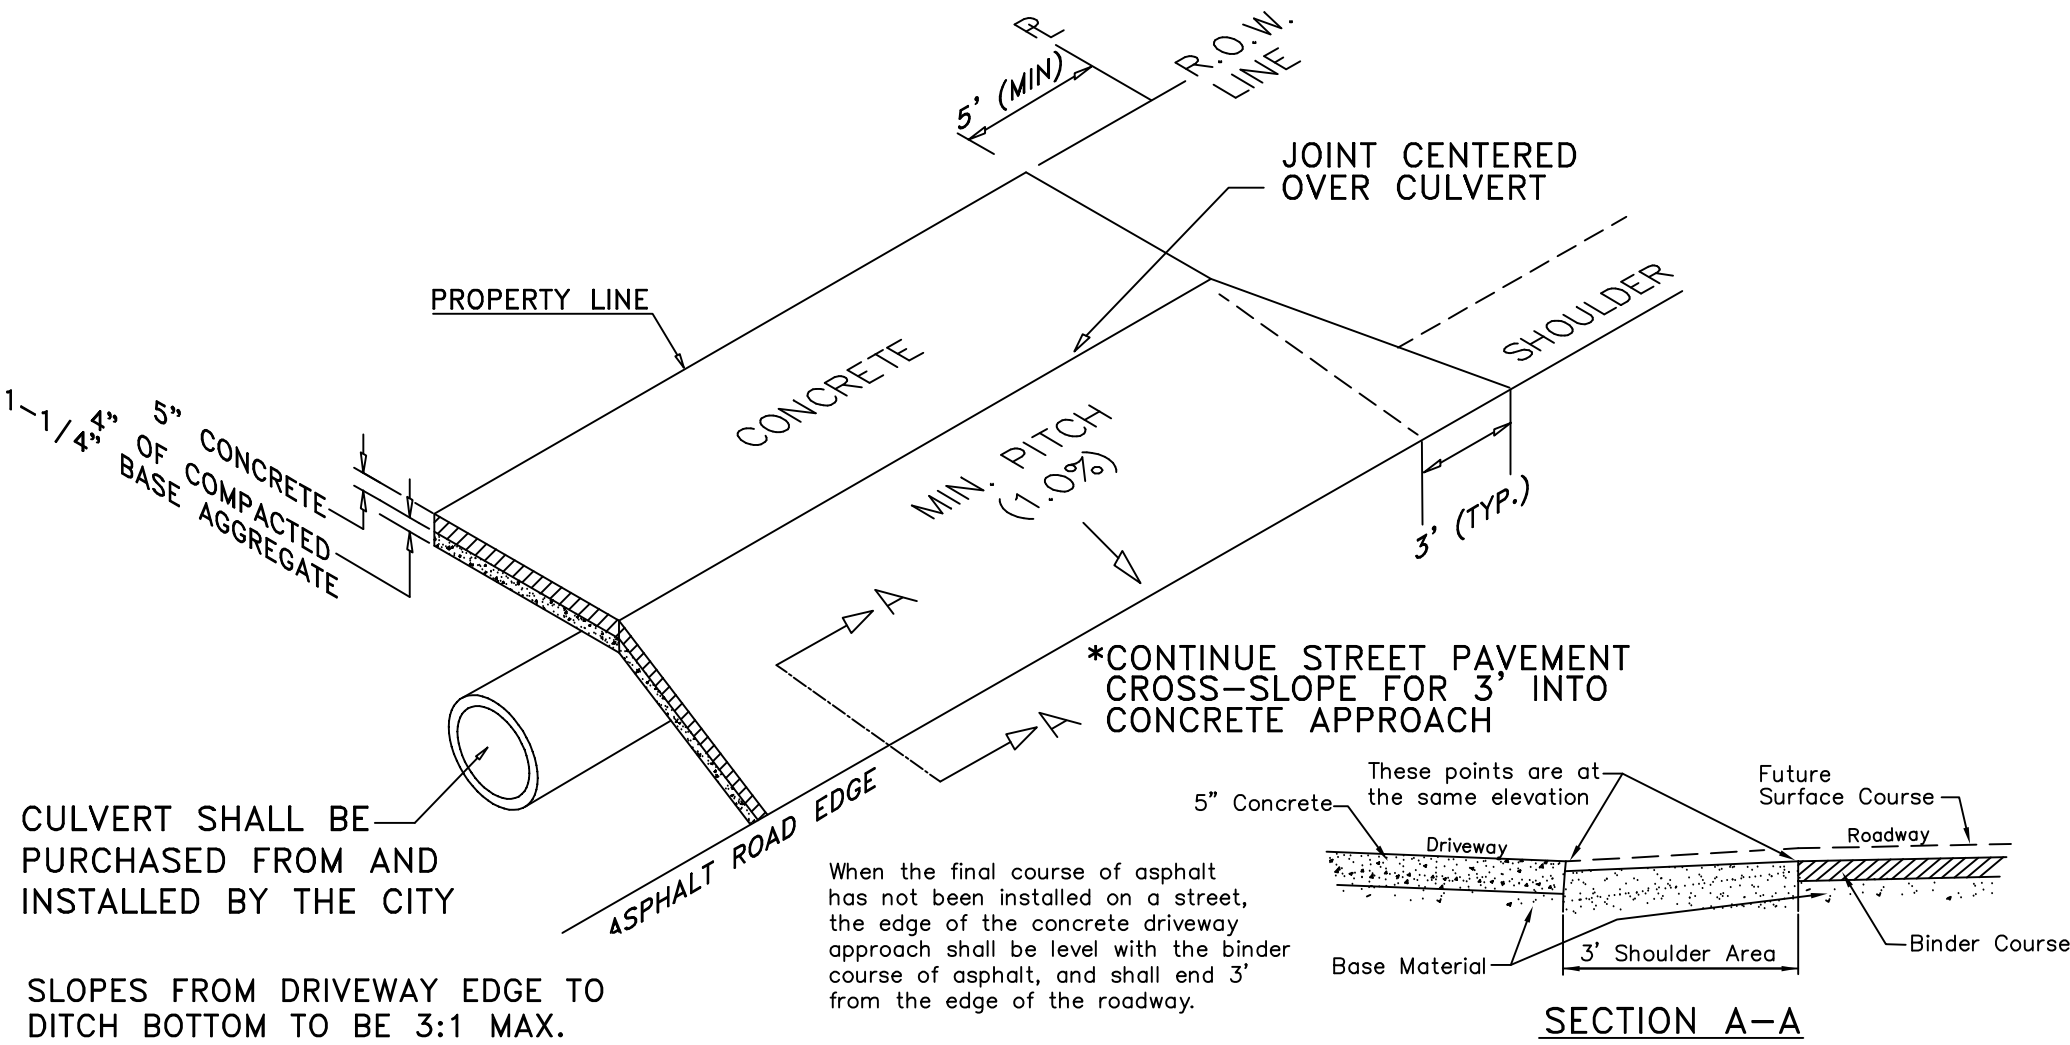 PL
R.O.W.
LINE
5' (MIN)
JOINT CENTERED
OVER CULVERT
PROPERTY LINE
SHOULDER
CONCRETE
MIN. PITCH
(1.0%)
3' (TYP.)
5" CONCRETE
4" OF COMPACTED
1-1/4" BASE AGGREGATE
A
A
*CONTINUE STREET PAVEMENT
CROSS-SLOPE FOR 3' INTO
CONCRETE APPROACH
ASPHALT ROAD EDGE
CULVERT SHALL BE
PURCHASED FROM AND
INSTALLED BY THE CITY
SLOPES FROM DRIVEWAY EDGE TO
DITCH BOTTOM TO BE 3:1 MAX.
When the final course of asphalt
has not been installed on a street,
the edge of the concrete driveway
approach shall be level with the binder
course of asphalt, and shall end 3'
from the edge of the roadway.
These points are at
the same elevation
Future
Surface Course
5" Concrete
Driveway
Roadway
Base Material
3' Shoulder Area
Binder Course
SECTION A-A